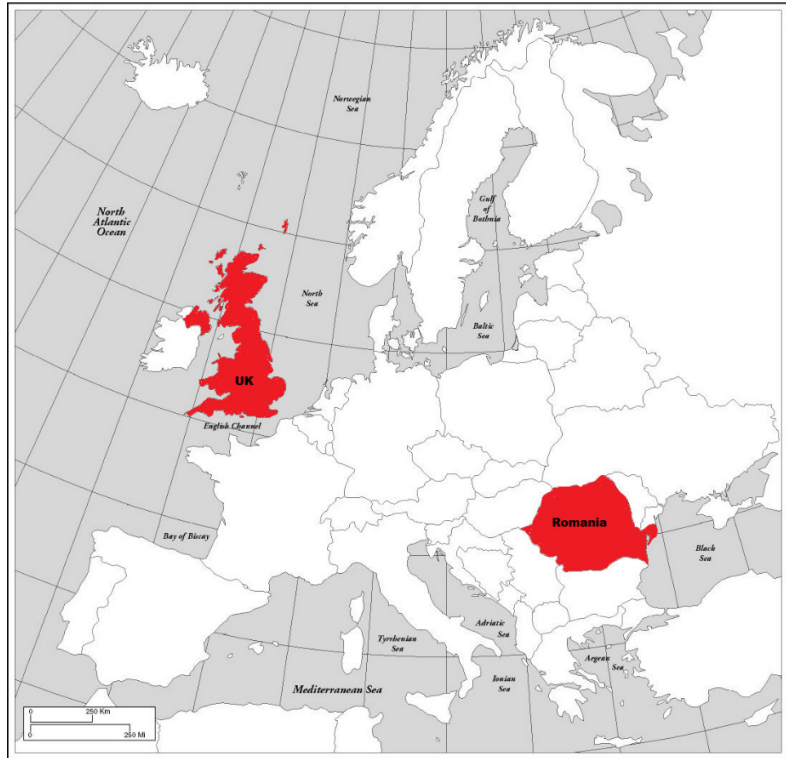 Norwegian
Sea
North
Atlantic
Ocean
Gulf
of
Bothnia
North
Sea
Baltic
Sea
UK
English Channel
Bay of Biscay
Romania
Black
Sea
Adriatic
Sea
Tyrrhenian
Sea
Aegean
Sea
Ionian
Sea
Mediterranean Sea
0 250 Km
0 250 Mi